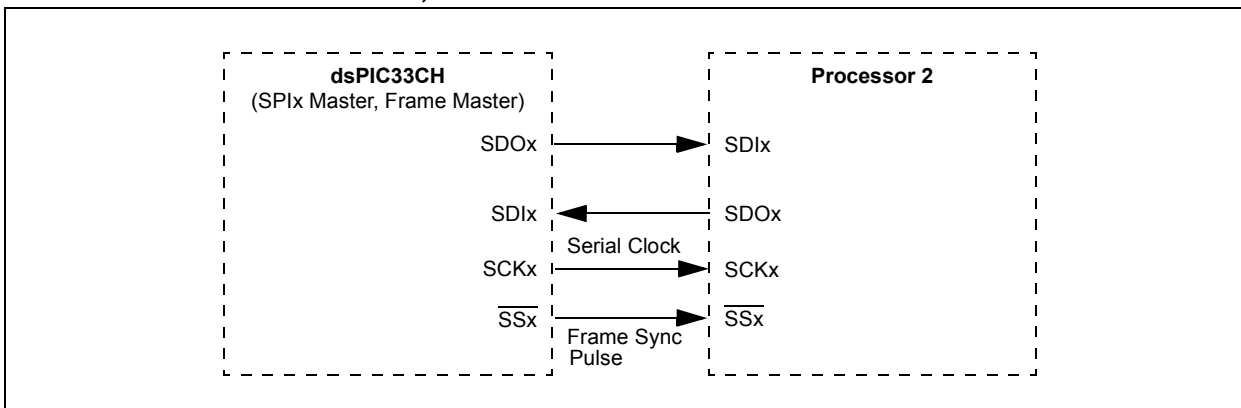 dsPIC33CH
(SPIx Master, Frame Master)
Processor 2
SDOx
SDIx
SDIx
SDOx
Serial Clock
SCKx
SCKx
SSx
SSx
Frame Sync
Pulse